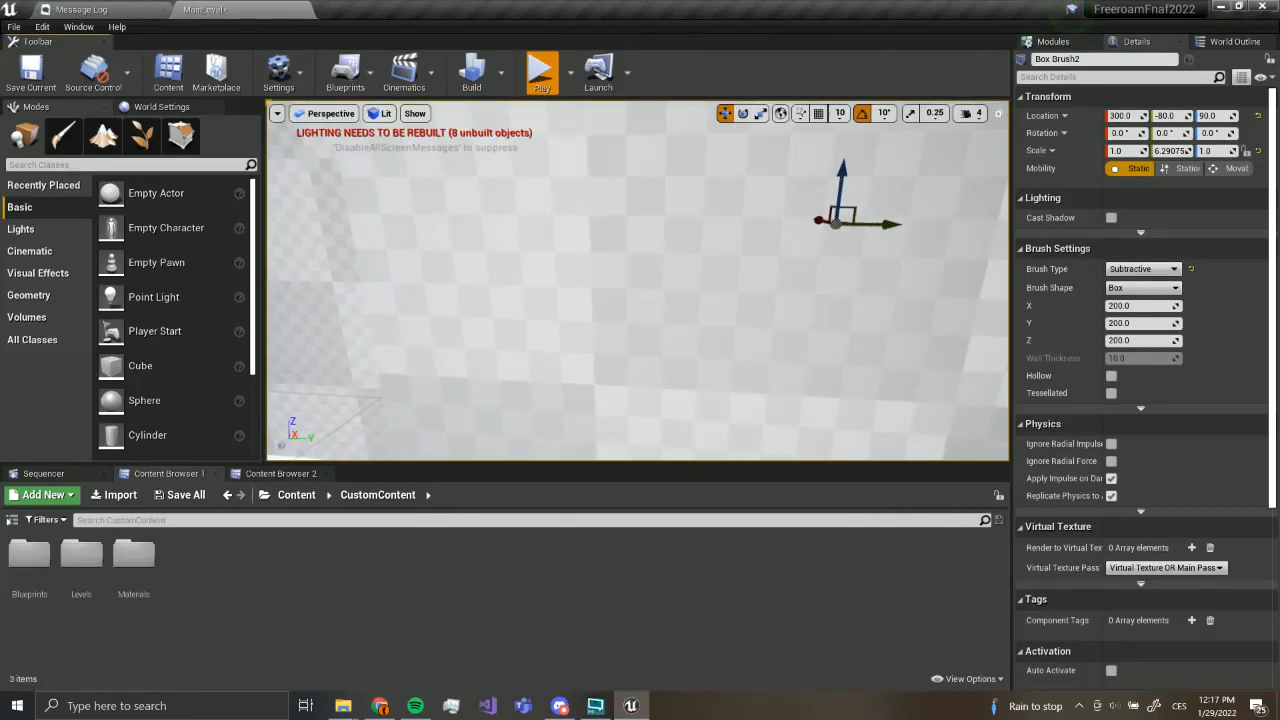 Message Log
MainLevel•
FreeroamFnaf2022
File Edit Window Help
Toolbar
Modules Details World Outline
Save Current Source Control Content Marketplace Settings Blueprints Cinematics Build Play Launch
Box Brush2
Search Details
Modes World Settings
Search Classes
Recently Placed
Basic
Lights
Cinematic
Visual Effects
Geometry
Volumes
All Classes
Empty Actor
Empty Character
Empty Pawn
Point Light
Player Start
Cube
Sphere
Cylinder
Perspective Lit Show
10 10° 0.25 4
LIGHTING NEEDS TO BE REBUILT (8 unbuilt objects)
'DisableAllScreenMessages' to suppress
Z
X Y
Transform
Location 300.0 -80.0 90.0
Rotation 0.0 ° 0.0 ° 0.0 °
Scale 1.0 6.29075 1.0
Mobility Static Station Movab
Lighting
Cast Shadow
Brush Settings
Brush Type Subtractive
Brush Shape Box
X 200.0
Y 200.0
Z 200.0
Wall Thickness 10.0
Hollow
Tessellated
Physics
Ignore Radial Impulse
Ignore Radial Force
Apply Impulse on Dam
Replicate Physics to A
Virtual Texture
Render to Virtual Tex 0 Array elements
Virtual Texture Pass Virtual Texture OR Main Pass
Tags
Component Tags 0 Array elements
Activation
Auto Activate
Sequencer Content Browser 1 Content Browser 2
Add New Import Save All Content CustomContent
Filters Search CustomContent
Blueprints Levels Materials
3 items
View Options
Type here to search
Rain to stop
CES
12:17 PM
1/29/2022
25